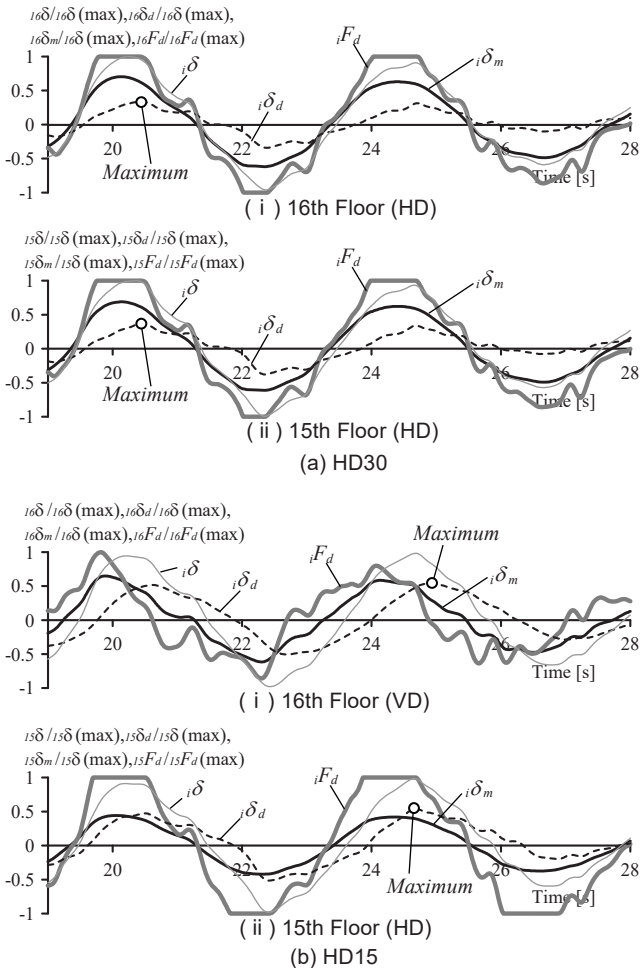 16δ/16δ(max),16δd/16δ(max),
16δm/16δ(max),16Fd/16Fd(max)
1
0.5
0
-0.5
-1
iδ
iFd
iδm
iδd
Maximum
20 22 24 26 28
Time [s]
( i ) 16th Floor (HD)
15δ/15δ(max),15δd/15δ(max),
15δm/15δ(max),15Fd/15Fd(max)
1
0.5
0
-0.5
-1
iδ
iFd
iδm
iδd
Maximum
20 22 24 26 28
Time [s]
(ii) 15th Floor (HD)
(a) HD30
16δ/16δ(max),16δd/16δ(max),
16δm/16δ(max),16Fd/16Fd(max)
1
0.5
0
-0.5
-1
iδ
iδd
iFd
Maximum
iδm
20 22 24 26 28
Time [s]
( i ) 16th Floor (VD)
15δ/15δ(max),15δd/15δ(max),
15δm/15δ(max),15Fd/15Fd(max)
1
0.5
0
-0.5
-1
iδ
iδd
iFd
iδm
Maximum
20 22 24 26 28
Time [s]
(ii) 15th Floor (HD)
(b) HD15